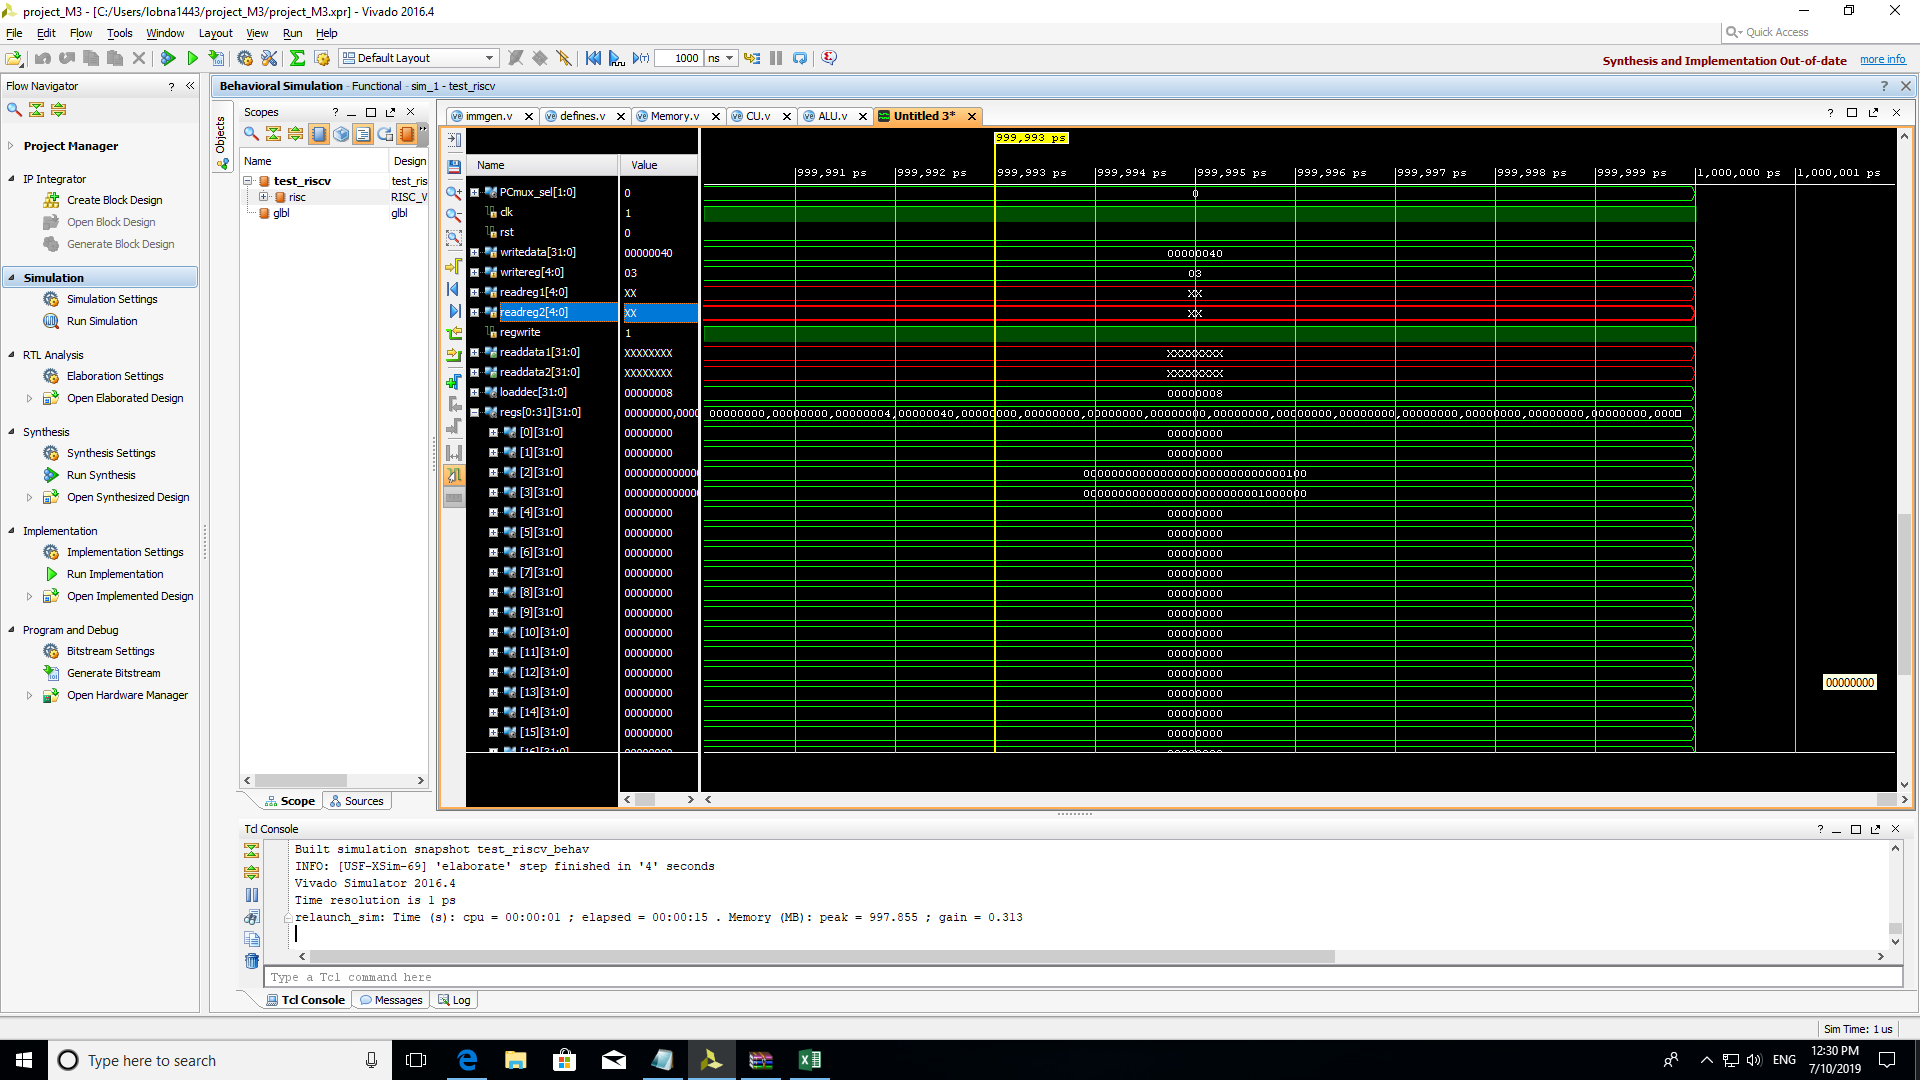 project_M3 - [C:/Users/lobna1443/project_M3/project_M3.xpr] - Vivado 2016.4
File Edit Flow Tools Window Layout View Run Help
Quick Access
Default Layout 1000 ns
Synthesis and Implementation Out-of-date more info
Flow Navigator
Project Manager
IP Integrator
Create Block Design
Open Block Design
Generate Block Design
Simulation
Simulation Settings
Run Simulation
RTL Analysis
Elaboration Settings
Open Elaborated Design
Synthesis
Synthesis Settings
Run Synthesis
Open Synthesized Design
Implementation
Implementation Settings
Run Implementation
Open Implemented Design
Program and Debug
Bitstream Settings
Generate Bitstream
Open Hardware Manager
Behavioral Simulation - Functional - sim_1 - test_riscv
Objects
Scopes
Name Design
test_riscv test_ris
risc RISC_V
glbl glbl
Scope Sources
immgen.v defines.v Memory.v CU.v ALU.v Untitled 3*
999,993 ps
Name Value
999,991 ps 999,992 ps 999,993 ps 999,994 ps 999,995 ps 999,996 ps 999,997 ps 999,998 ps 999,999 ps 1,000,000 ps 1,000,001 ps
PCmux_sel[1:0] 0 0
clk 1
rst 0
writedata[31:0] 00000040 00000040
writereg[4:0] 03 03
readreg1[4:0] XX XX
readreg2[4:0] XX XX
regwrite 1
readdata1[31:0] XXXXXXXX XXXXXXXX
readdata2[31:0] XXXXXXXX XXXXXXXX
loaddec[31:0] 00000008 00000008
regs[0:31][31:0] 00000000,0000 00000000,00000000,00000004,00000040,00000000,00000000,00000000,00000000,00000000,00000000,00000000,00000000,00000000,00000000,000
[0][31:0] 00000000 00000000
[1][31:0] 00000000 00000000
[2][31:0] 0000000000000 00000000000000000000000000000100
[3][31:0] 0000000000000 00000000000000000000000001000000
[4][31:0] 00000000 00000000
[5][31:0] 00000000 00000000
[6][31:0] 00000000 00000000
[7][31:0] 00000000 00000000
[8][31:0] 00000000 00000000
[9][31:0] 00000000 00000000
[10][31:0] 00000000 00000000
[11][31:0] 00000000 00000000
[12][31:0] 00000000 00000000
[13][31:0] 00000000 00000000
[14][31:0] 00000000 00000000
[15][31:0] 00000000 00000000
00000000
Tcl Console
Built simulation snapshot test_riscv_behav
INFO: [USF-XSim-69] 'elaborate' step finished in '4' seconds
Vivado Simulator 2016.4
Time resolution is 1 ps
relaunch_sim: Time (s): cpu = 00:00:01 ; elapsed = 00:00:15 . Memory (MB): peak = 997.855 ; gain = 0.313
Type a Tcl command here
Tcl Console Messages Log
Sim Time: 1 us
Type here to search
ENG
12:30 PM
7/10/2019